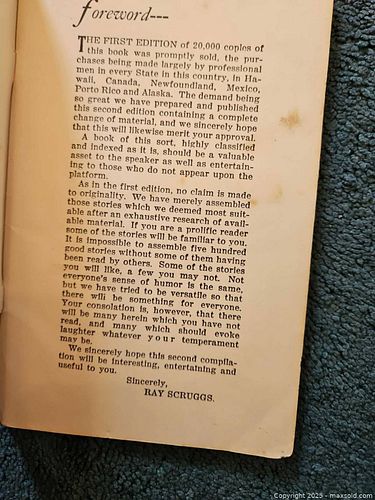 foreword---
THE FIRST EDITION of 20,000 copies of
this book was promptly sold, the pur-
chases being made largely by professional
men in every State in this country, in Ha-
waii, Canada, Newfoundland, Mexico,
Porto Rico and Alaska. The demand being
so great we have prepared and published
this second edition containing a complete
change of material, and we sincerely hope
that this will likewise merit your approval.
A book of this sort, highly classified
and indexed as it is, should be a valuable
asset to the speaker as well as entertain-
ing to those who do not appear upon the
platform.
As in the first edition, no claim is made
to originality. We have merely assembled
those stories which we deemed most suit-
able after an exhaustive research of avail-
able material. If you are a prolific reader
some of the stories will be familiar to you.
It is impossible to assemble five hundred
good stories without some of them having
been read by others. Some of the stories
you will like, a few you may not. Not
everyone's sense of humor is the same,
but we have tried to be versatile so that
there will be something for everyone.
Your consolation is, however, that there
will be many herein which you have not
read, and many which should evoke
laughter whatever your temperament
may be.
We sincerely hope this second compila-
tion will be interesting, entertaining and
useful to you.
Sincerely,
RAY SCRUGGS.
Copyright 2025 - maxsold.com